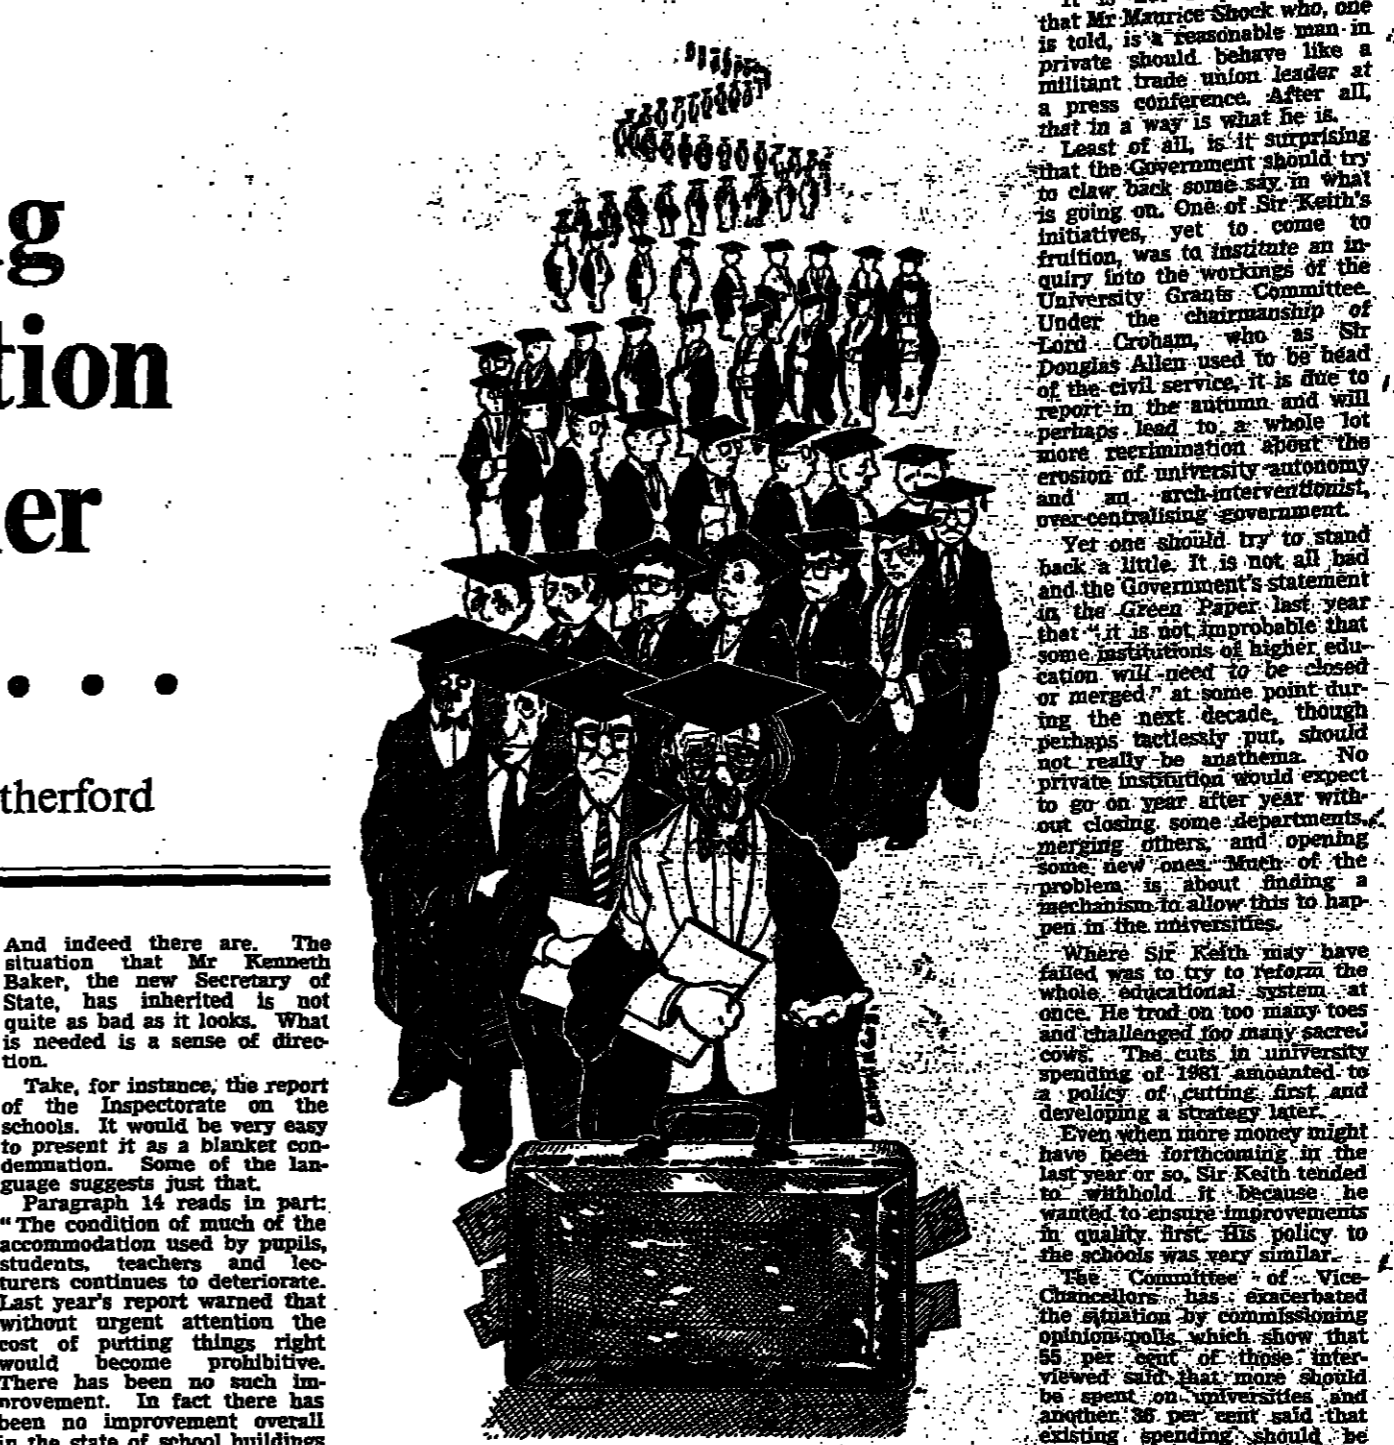 g
tion
er
. . .
therford
And indeed there are. The
situation that Mr Kenneth
Baker, the new Secretary of
State, has inherited is not
quite as bad as it looks. What
is needed is a sense of direc-
tion.
Take, for instance, the report
of the Inspectorate on the
schools. It would be very easy
to present it as a blanket con-
demnation. Some of the lan-
guage suggests just that.
Paragraph 14 reads in part:
"The condition of much of the
accommodation used by pupils,
students, teachers and lec-
turers continues to deteriorate.
Last year's report warned that
without urgent attention the
cost of putting things right
would become prohibitive.
There has been no such im-
provement. In fact there has
been no improvement overall
in the state of school buildings
It is
that Mr Maurice Shock who, one
is told, is a reasonable man in
private should behave like a
militant trade union leader at
a press conference. After all,
that in a way is what he is.
Least of all, is it surprising
that the Government should try
to claw back some say in what
is going on. One of Sir Keith's
initiatives, yet to come to
fruition, was to institute an in-
quiry into the workings of the
University Grants Committee.
Under the chairmanship of
Lord Croham, who as Sir
Douglas Allen used to be head
of the civil service, it is due to
report in the autumn and will
perhaps lead to a whole lot
more recrimination about the
erosion of university autonomy
and an arch-interventionist,
over-centralising government.
Yet one should try to stand
back a little. It is not all bad
and the Government's statement
in the Green Paper last year
that "it is not improbable that
some institutions of higher edu-
cation will need to be closed
or merged" at some point dur-
ing the next decade, though
perhaps tactlessly put, should
not really be anathema. No
private institution would expect
to go on year after year with-
out closing some departments,
merging others, and opening
some new ones. Much of the
problem is about finding a
mechanism to allow this to hap-
pen in the universities.
Where Sir Keith may have
failed was to try to reform the
whole educational system at
once. He trod on too many toes
and challenged too many sacred
cows. The cuts in university
spending of 1981 amounted to
a policy of cutting first and
developing a strategy later.
Even when more money might
have been forthcoming in the
last year or so, Sir Keith tended
to withhold it because he
wanted to ensure improvements
in quality first. His policy to
the schools was very similar.
The Committee of Vice-
Chancellors has exacerbated
the situation by commissioning
opinion polls which show that
55 per cent of those inter-
viewed said that more should
be spent on universities and
another 36 per cent said that
existing spending should be